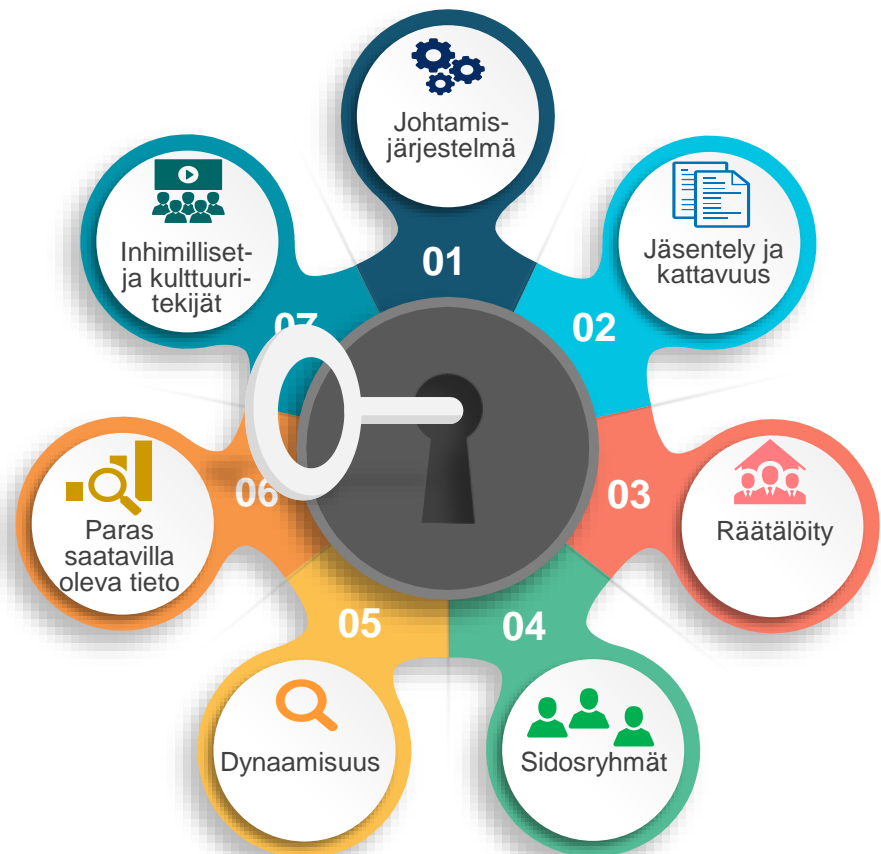 Johtamis-
järjestelmä
01
Jäsentely ja
kattavuus
02
Räätälöity
03
Sidosryhmät
04
Dynaamisuus
05
Paras
saatavilla
oleva tieto
06
Inhimilliset-
ja kulttuuri-
tekijät
07